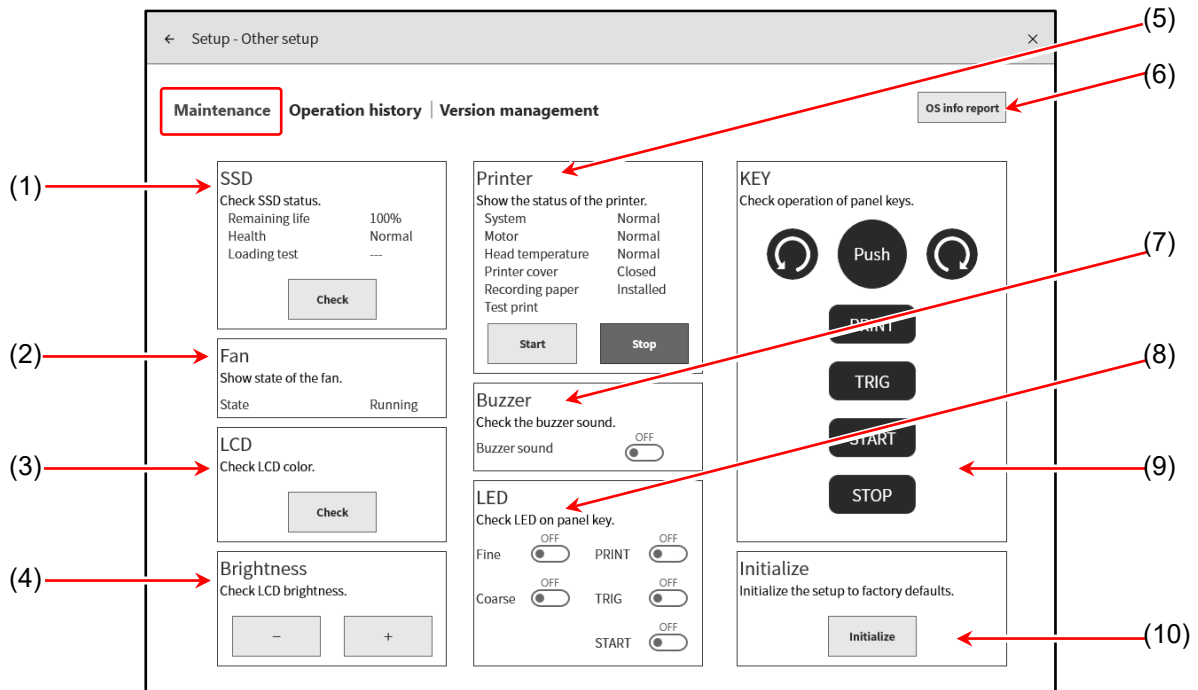 (5)
← Setup - Other setup ×
(6)
Maintenance Operation history | Version management OS info report
(1)
SSD
Check SSD status.
Remaining life 100%
Health Normal
Loading test ---
Check
(2)
Fan
Show state of the fan.
State Running
(3)
LCD
Check LCD color.
Check
(4)
Brightness
Check LCD brightness.
− +
Printer
Show the status of the printer.
System Normal
Motor Normal
Head temperature Normal
Printer cover Closed
Recording paper Installed
Test print
Start Stop
Buzzer
Check the buzzer sound.
OFF
Buzzer sound
LED
Check LED on panel key.
OFF OFF
Fine PRINT
OFF OFF
Coarse TRIG
OFF
START
KEY
Check operation of panel keys.
Push
PRINT
TRIG
START
STOP
Initialize
Initialize the setup to factory defaults.
Initialize
(7)
(8)
(9)
(10)